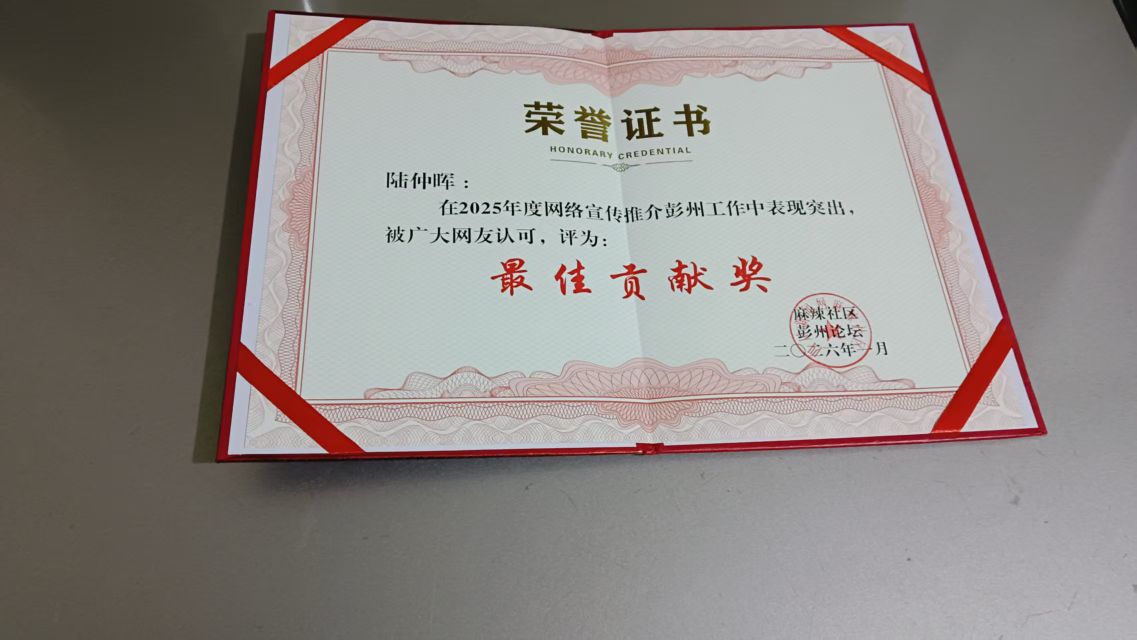 荣誉证书
HONORARY CREDENTIAL
陆仲晖：
在2025年度网络宣传推介彭州工作中表现突出，
被广大网友认可，评为：
最佳贡献奖
麻辣社区
彭州论坛
二〇二六年一月